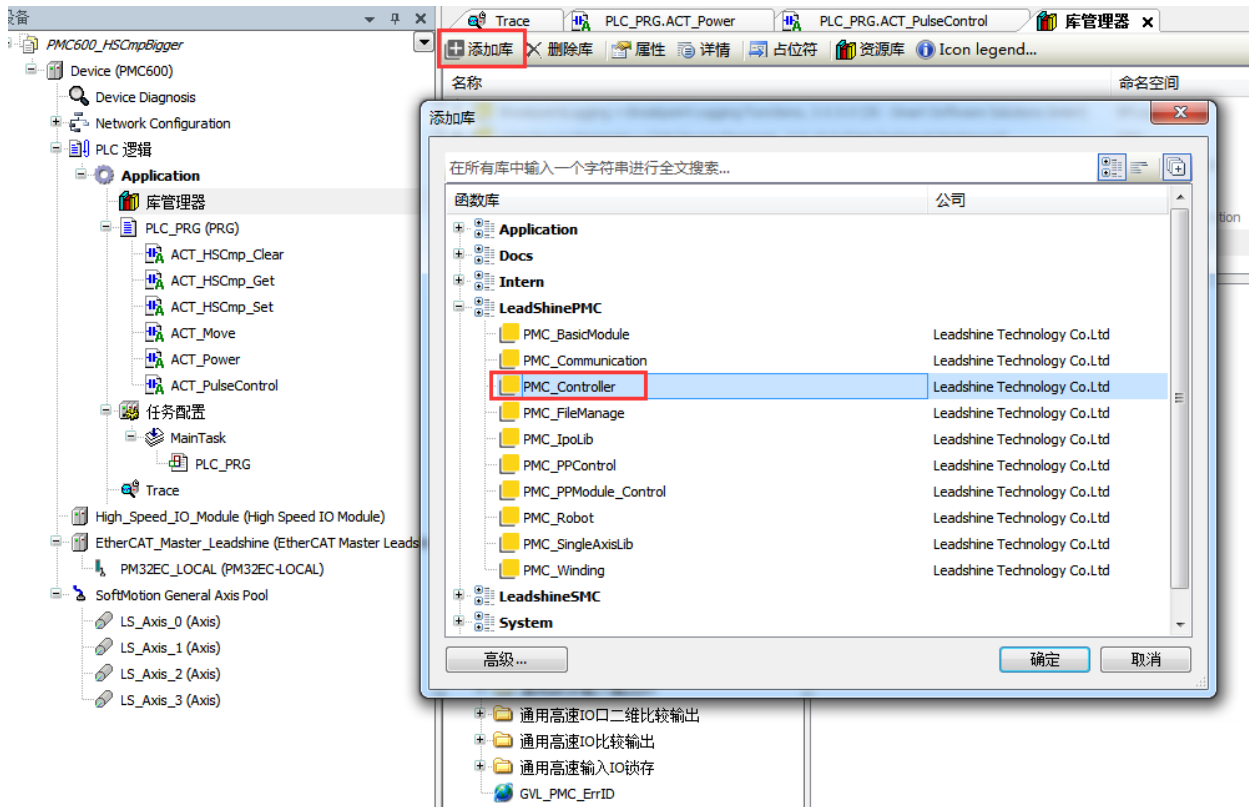 设备
Trace
PLC_PRG.ACT_Power
PLC_PRG.ACT_PulseControl
库管理器
PMC600_HSCmpBigger
添加库
删除库
属性
详情
占位符
资源库
Icon legend...
Device (PMC600)
名称
命名空间
Device Diagnosis
Network Configuration
PLC 逻辑
Application
库管理器
PLC_PRG (PRG)
ACT_HSCmp_Clear
ACT_HSCmp_Get
ACT_HSCmp_Set
ACT_Move
ACT_Power
ACT_PulseControl
任务配置
MainTask
PLC_PRG
Trace
High_Speed_IO_Module (High Speed IO Module)
EtherCAT_Master_Leadshine (EtherCAT Master Leads
PM32EC_LOCAL (PM32EC-LOCAL)
SoftMotion General Axis Pool
LS_Axis_0 (Axis)
LS_Axis_1 (Axis)
LS_Axis_2 (Axis)
LS_Axis_3 (Axis)
添加库
在所有库中输入一个字符串进行全文搜索...
函数库 公司
Application
Docs
Intern
LeadShinePMC
PMC_BasicModule Leadshine Technology Co.Ltd
PMC_Communication Leadshine Technology Co.Ltd
PMC_Controller Leadshine Technology Co.Ltd
PMC_FileManage Leadshine Technology Co.Ltd
PMC_IpoLib Leadshine Technology Co.Ltd
PMC_PPControl Leadshine Technology Co.Ltd
PMC_PPModule_Control Leadshine Technology Co.Ltd
PMC_Robot Leadshine Technology Co.Ltd
PMC_SingleAxisLib Leadshine Technology Co.Ltd
PMC_Winding Leadshine Technology Co.Ltd
LeadshineSMC
System
高级...
确定
取消
tion
通用高速IO口二维比较输出
通用高速IO比较输出
通用高速输入IO锁存
GVL_PMC_ErrID